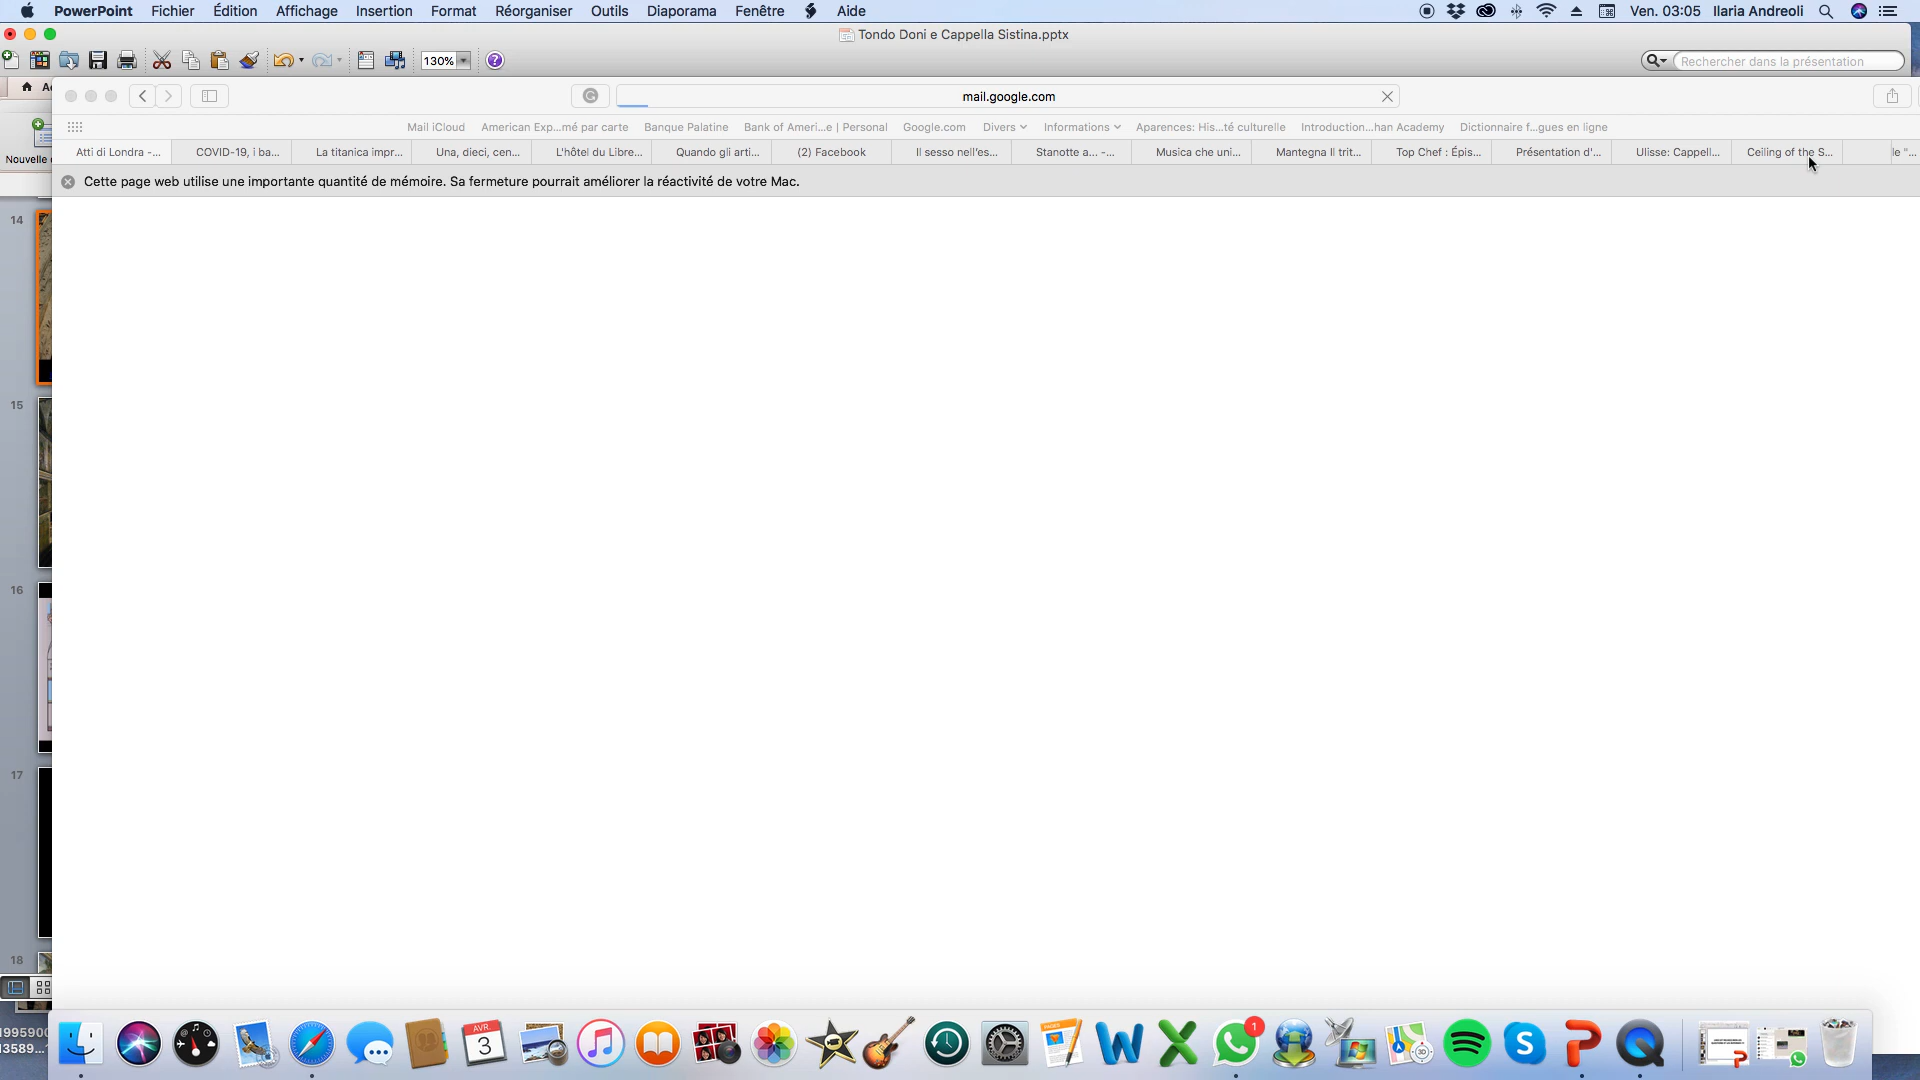 PowerPoint Fichier Édition Affichage Insertion Format Réorganiser Outils Diaporama Fenêtre Aide Ven. 03:05 Ilaria Andreoli
Tondo Doni e Cappella Sistina.pptx
130% Rechercher dans la présentation
mail.google.com
Mail iCloud American Exp...mé par carte Banque Palatine Bank of Ameri...e | Personal Google.com Divers Informations Aparences: His...té culturelle Introduction...han Academy Dictionnaire f...gues en ligne
Atti di Londra -... COVID-19, i ba... La titanica impr... Una, dieci, cen... L'hôtel du Libre... Quando gli arti... (2) Facebook Il sesso nell'es... Stanotte a... -... Musica che uni... Mantegna Il trit... Top Chef : Épis... Présentation d'... Ulisse: Cappell... Ceiling of the S... le "...
Nouvelle
Cette page web utilise une importante quantité de mémoire. Sa fermeture pourrait améliorer la réactivité de votre Mac.
14
15
16
17
18
AVR.
3
PAGES
1
3D